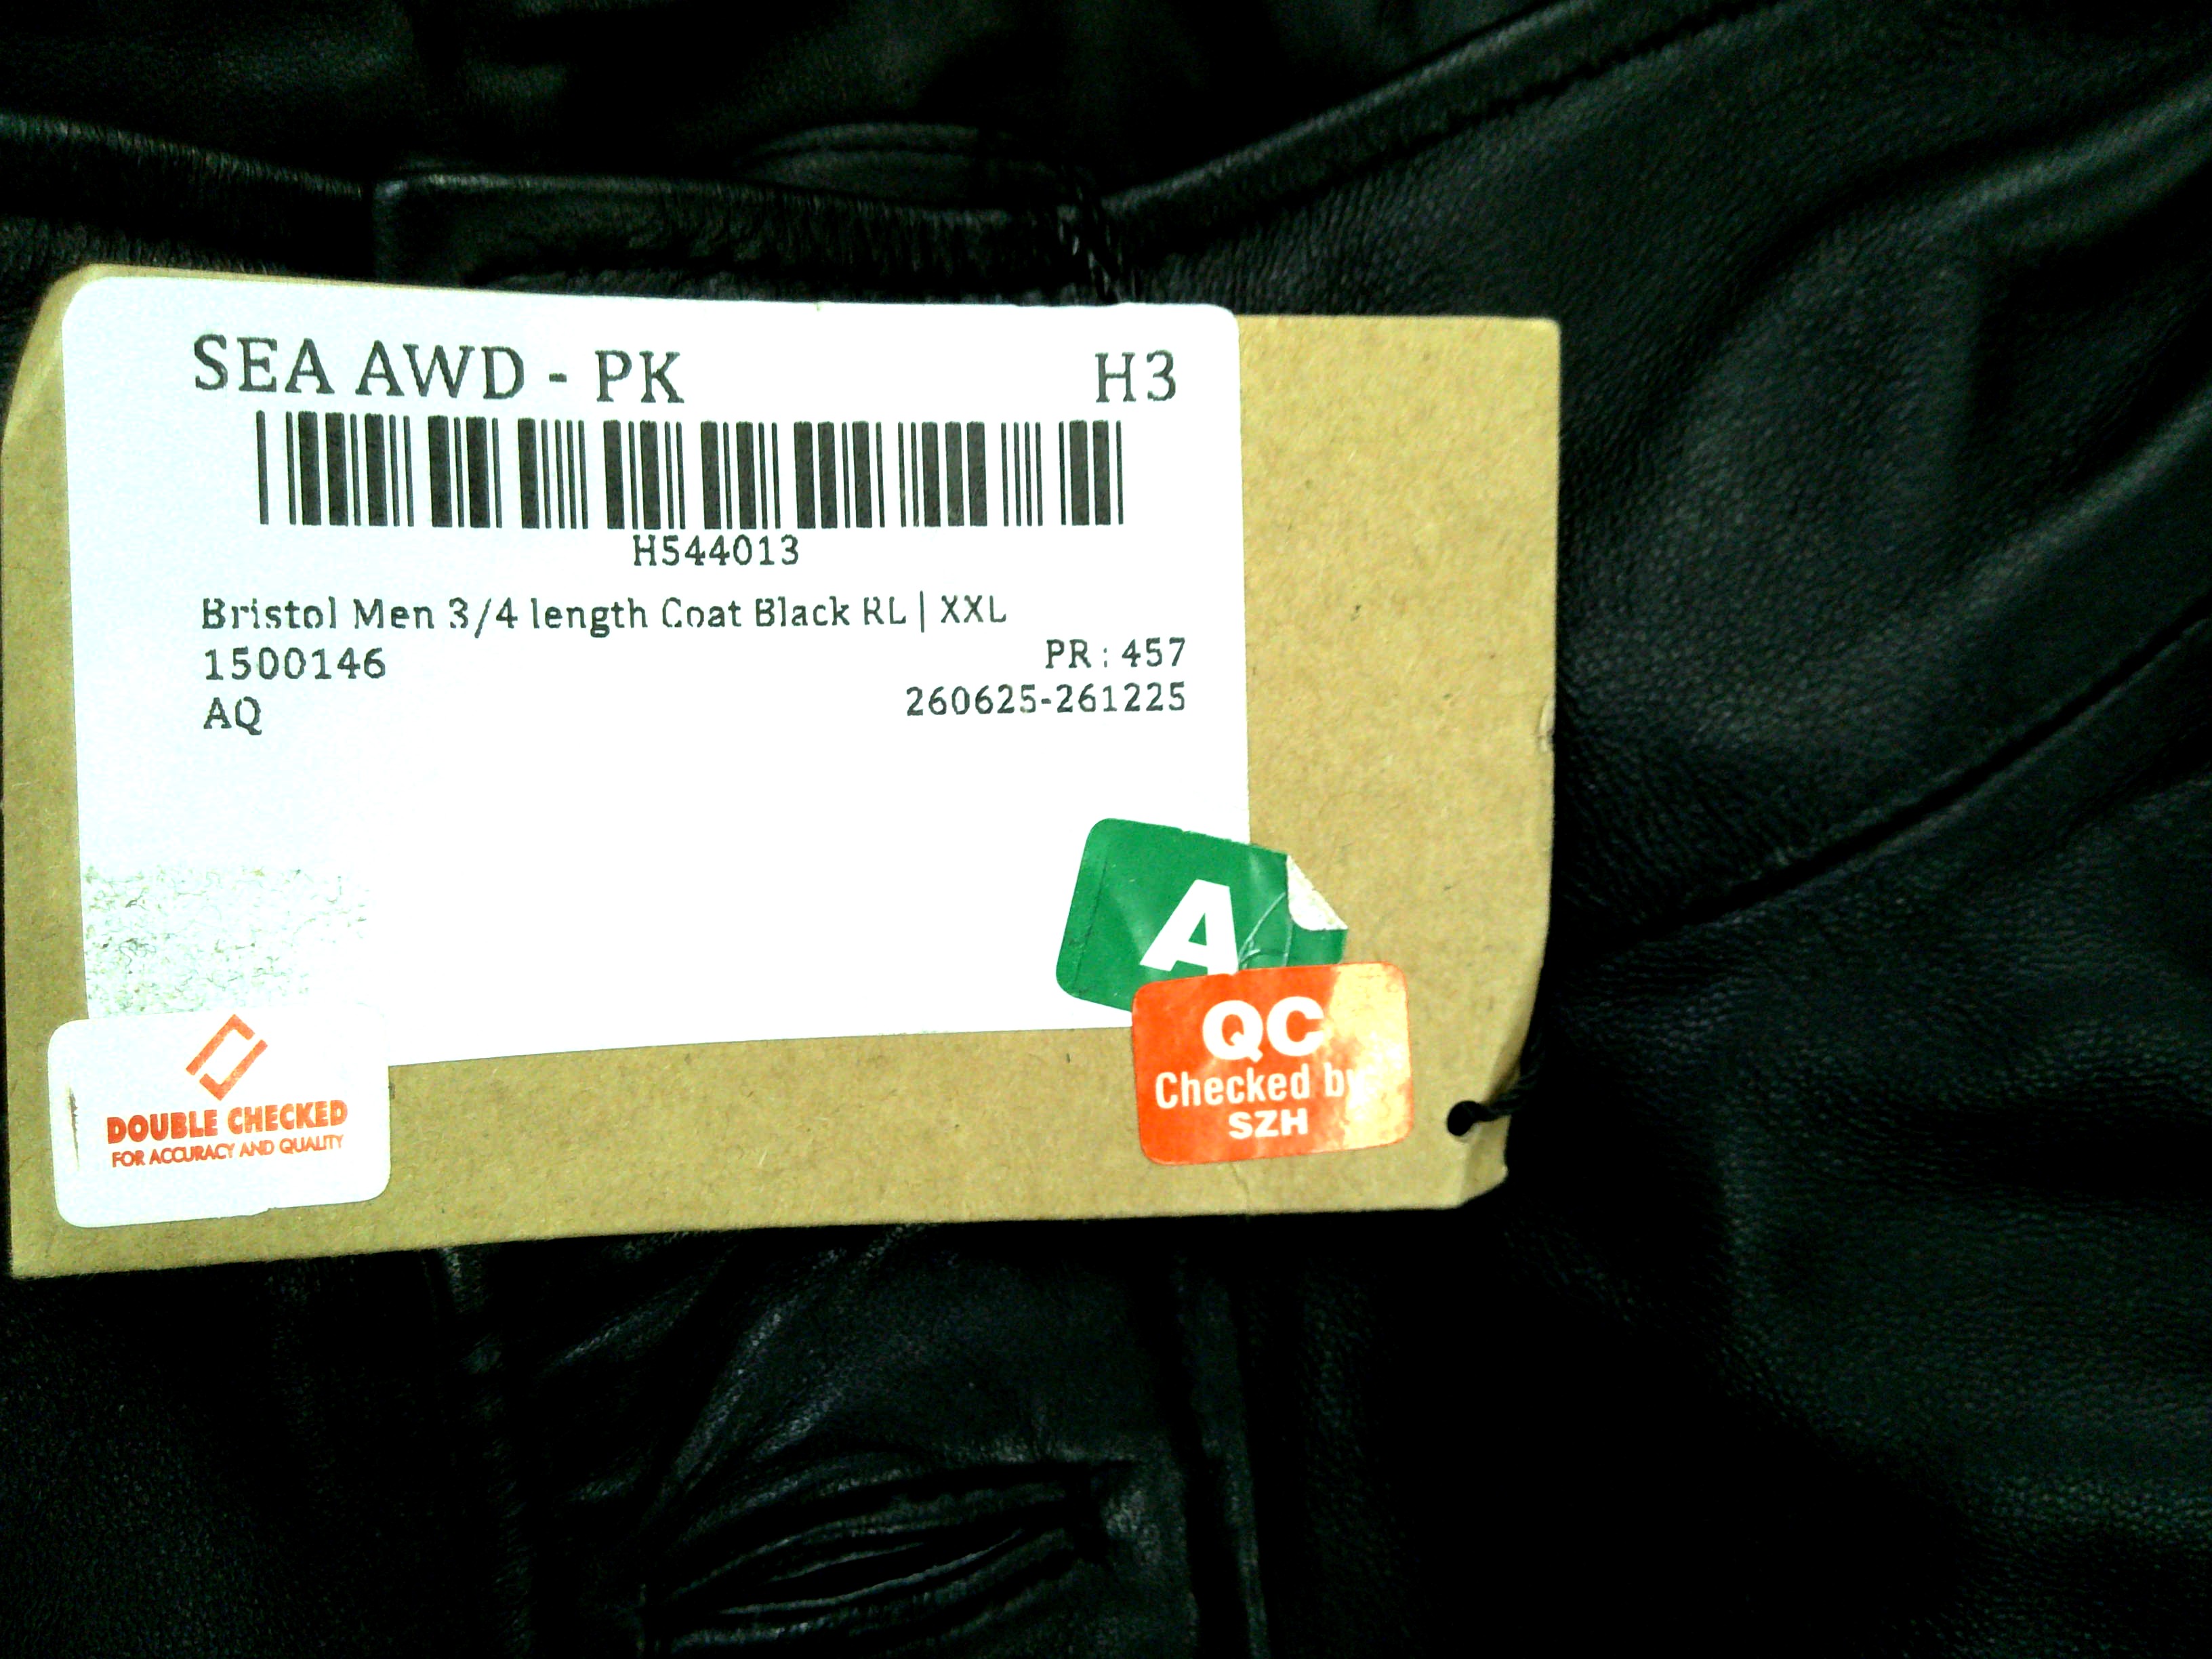 SEA AWD - PK H3
H544013
Bristol Men 3/4 length Coat Black RL | XXL
1500146 PR : 457
AQ 260625-261225
A
QC
Checked by
SZH
DOUBLE CHECKED
FOR ACCURACY AND QUALITY